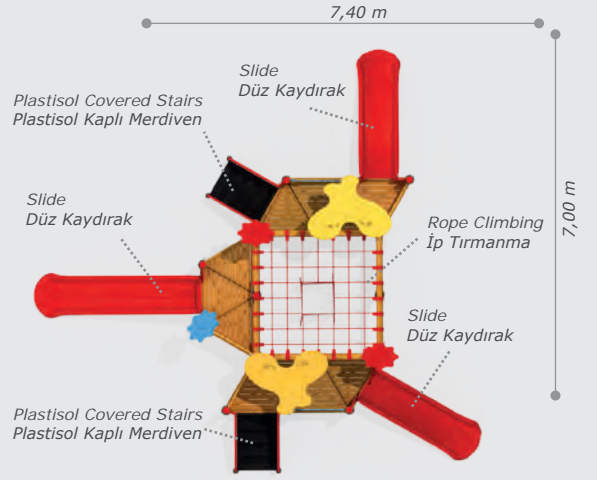 7,40 m
Slide
Düz Kaydırak
Plastisol Covered Stairs
Plastisol Kaplı Merdiven
Slide
Düz Kaydırak
Rope Climbing
İp Tırmanma
7,00 m
Slide
Düz Kaydırak
Plastisol Covered Stairs
Plastisol Kaplı Merdiven